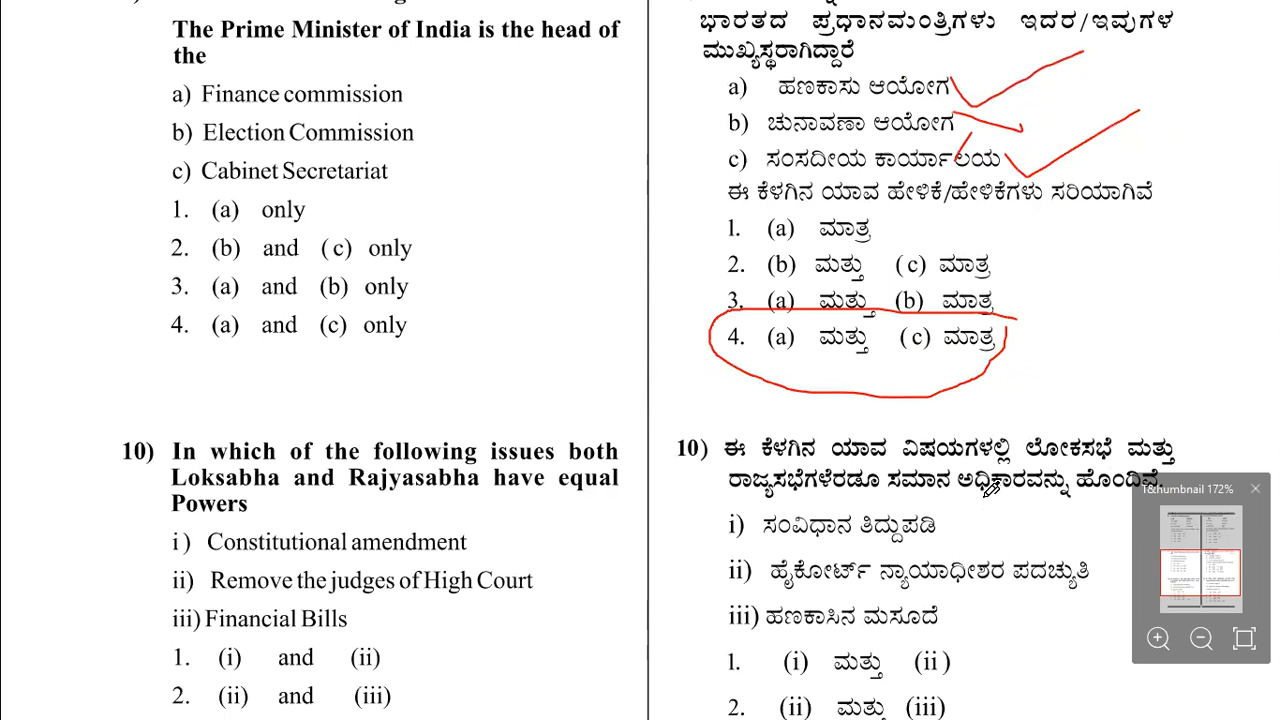 The Prime Minister of India is the head of
the
a) Finance commission
b) Election Commission
c) Cabinet Secretariat
1. (a) only
2. (b) and (c) only
3. (a) and (b) only
4. (a) and (c) only
10) In which of the following issues both
Loksabha and Rajyasabha have equal
Powers
i) Constitutional amendment
ii) Remove the judges of High Court
iii) Financial Bills
1. (i) and (ii)
2. (ii) and (iii)
ಭಾರತದ ಪ್ರಧಾನಮಂತ್ರಿಗಳು ಇದರ/ಇವುಗಳ
ಮುಖ್ಯಸ್ಥರಾಗಿದ್ದಾರೆ
a) ಹಣಕಾಸು ಆಯೋಗ
b) ಚುನಾವಣಾ ಆಯೋಗ
c) ಸಂಸದೀಯ ಕಾರ್ಯಾಲಯ
ಈ ಕೆಳಗಿನ ಯಾವ ಹೇಳಿಕೆ/ಹೇಳಿಕೆಗಳು ಸರಿಯಾಗಿವೆ
1. (a) ಮಾತ್ರ
2. (b) ಮತ್ತು (c) ಮಾತ್ರ
3. (a) ಮತ್ತು (b) ಮಾತ್ರ
4. (a) ಮತ್ತು (c) ಮಾತ್ರ
10) ಈ ಕೆಳಗಿನ ಯಾವ ವಿಷಯಗಳಲ್ಲಿ ಲೋಕಸಭೆ ಮತ್ತು
ರಾಜ್ಯಸಭೆಗಳೆರಡೂ ಸಮಾನ ಅಧಿಕಾರವನ್ನು ಹೊಂದಿವೆ.
i) ಸಂವಿಧಾನ ತಿದ್ದುಪಡಿ
ii) ಹೈಕೋರ್ಟ್ ನ್ಯಾಯಾಧೀಶರ ಪದಚ್ಯುತಿ
iii) ಹಣಕಾಸಿನ ಮಸೂದೆ
1. (i) ಮತ್ತು (ii)
2. (ii) ಮತ್ತು (iii)
T&humbnail 172%